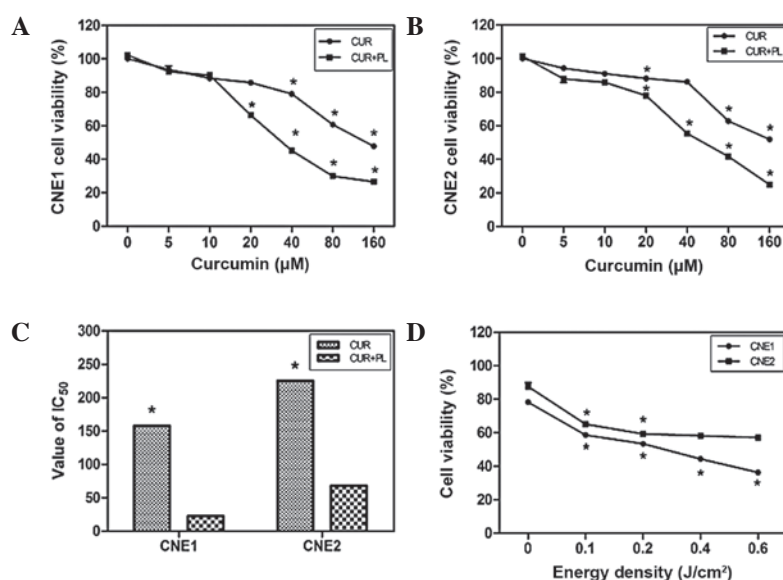 A
CNE1 cell viability (%)
120
100
80
60
40
20
0
CUR
CUR+PL
* * * * * * *
0 5 10 20 40 80 160
Curcumin (µM)
B
CNE2 cell viability (%)
120
100
80
60
40
20
0
CUR
CUR+PL
* * * * * * *
0 5 10 20 40 80 160
Curcumin (µM)
C
Value of IC50
300
250
200
150
100
50
0
CUR
CUR+PL
* *
CNE1 CNE2
D
Cell viability (%)
120
100
80
60
40
20
0
CNE1
CNE2
* * * * * *
0 0.1 0.2 0.4 0.6
Energy density (J/cm²)